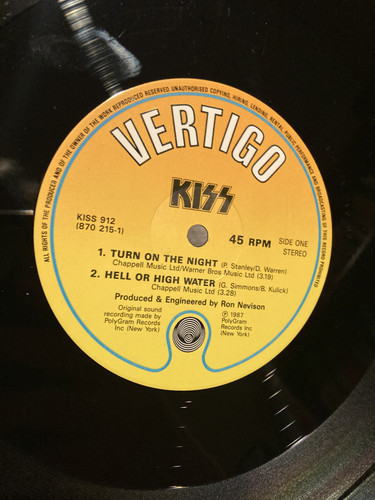 ALL RIGHTS OF THE PRODUCER AND OF THE OWNER OF THE WORK REPRODUCED RESERVED. UNAUTHORISED COPYING, HIRING, LENDING, RENTAL, PUBLIC PERFORMANCE AND BROADCASTING OF THIS RECORD PROHIBITED
VERTIGO
KISS
KISS 912
(870 215-1)
45 RPM
SIDE ONE
STEREO
1. TURN ON THE NIGHT (P. Stanley/D. Warren)
Chappell Music Ltd/Warner Bros Music Ltd (3.19)
2. HELL OR HIGH WATER (G. Simmons/B. Kulick)
Chappell Music Ltd (3.28)
Produced & Engineered by Ron Nevison
Original sound
recording made by
PolyGram Records
Inc (New York)
℗ 1987
PolyGram
Records Inc
(New York)